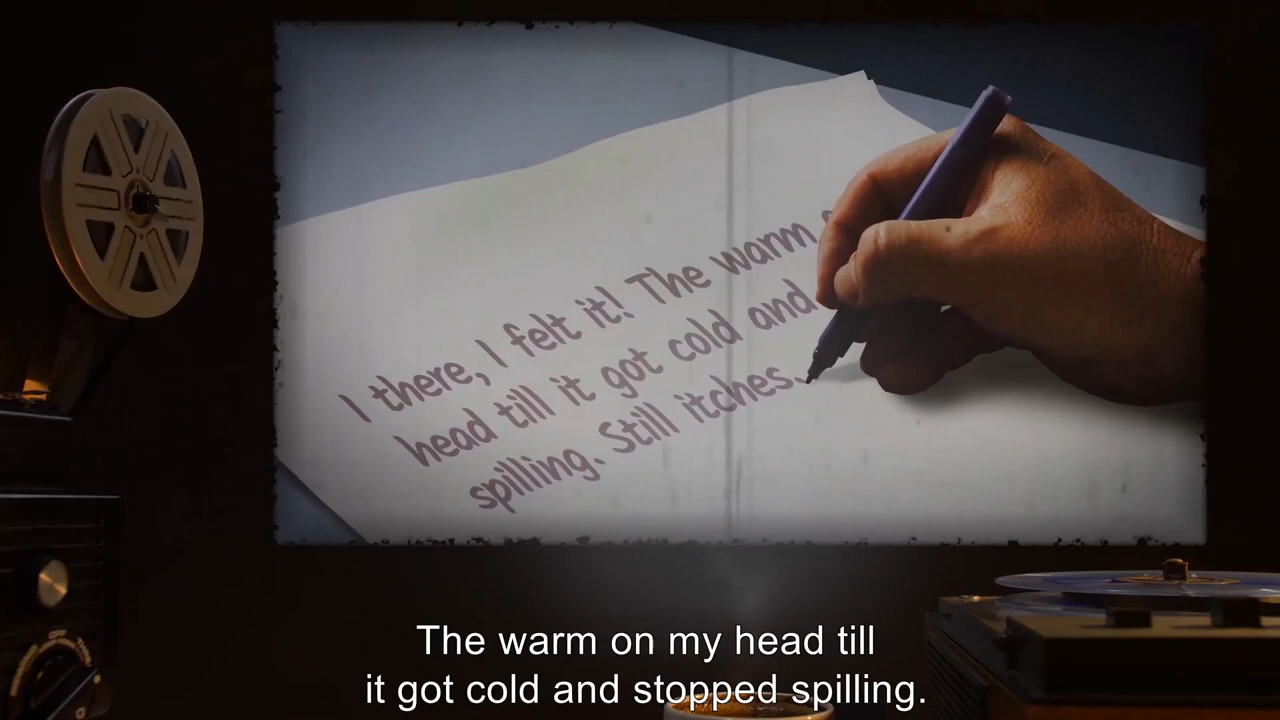 I there, I felt it! The warm
head till it got cold and
spilling. Still itches.
The warm on my head till
it got cold and stopped spilling.